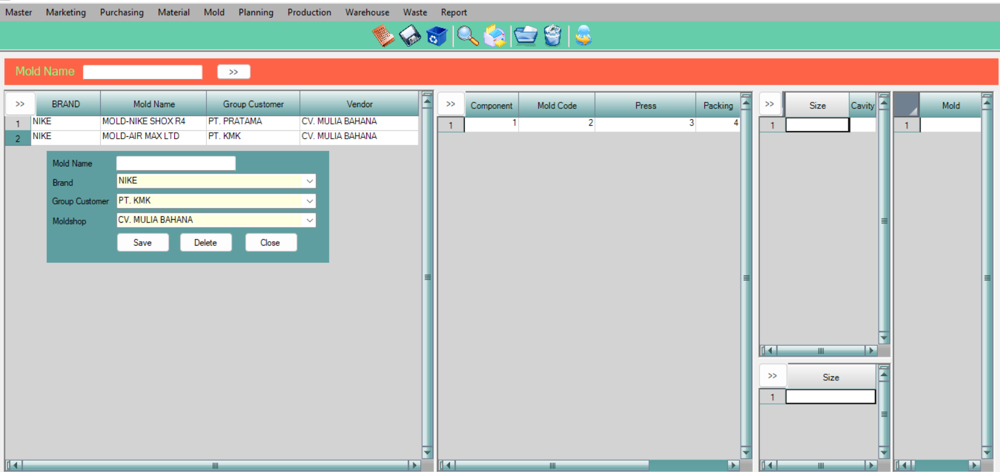 Master Marketing Purchasing Material Mold Planning Production Warehouse Waste Report
Mold Name >>
>> BRAND Mold Name Group Customer Vendor
1 NIKE MOLD-NIKE SHOX R4 PT. PRATAMA CV. MULIA BAHANA
2 NIKE MOLD-AIR MAX LTD PT. KMK CV. MULIA BAHANA
Mold Name
Brand NIKE
Group Customer PT. KMK
Moldshop CV. MULIA BAHANA
Save Delete Close
>> Component Mold Code Press Packing
1 1 2 3 4
>> Size Cavity
1
>> Size
1
Mold
1